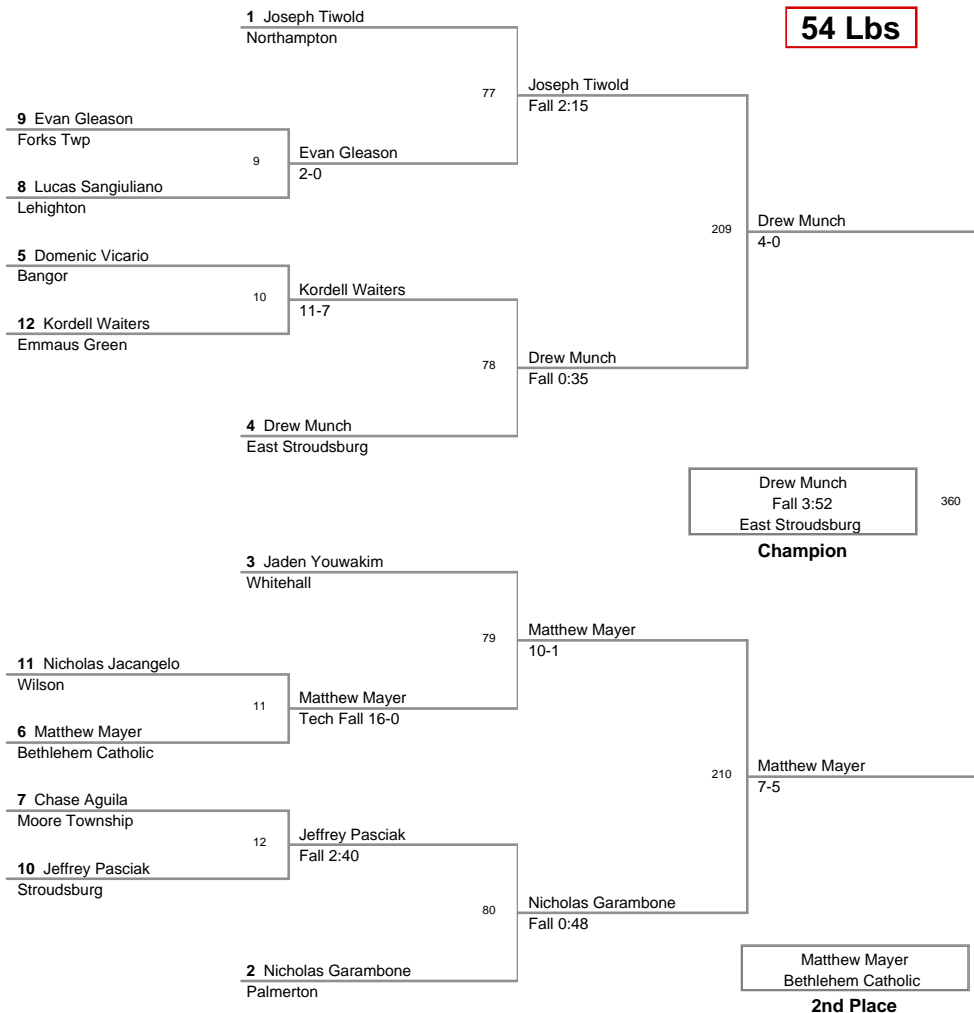 54 Lbs
1 Joseph Tiwold
Northampton
77
Joseph Tiwold
Fall 2:15
9 Evan Gleason
Forks Twp
9
Evan Gleason
2-0
8 Lucas Sangiuliano
Lehighton
209
Drew Munch
4-0
5 Domenic Vicario
Bangor
10
Kordell Waiters
11-7
12 Kordell Waiters
Emmaus Green
78
Drew Munch
Fall 0:35
4 Drew Munch
East Stroudsburg
Drew Munch
Fall 3:52
East Stroudsburg
360
Champion
3 Jaden Youwakim
Whitehall
79
Matthew Mayer
10-1
11 Nicholas Jacangelo
Wilson
11
Matthew Mayer
Tech Fall 16-0
6 Matthew Mayer
Bethlehem Catholic
210
Matthew Mayer
7-5
7 Chase Aguila
Moore Township
12
Jeffrey Pasciak
Fall 2:40
10 Jeffrey Pasciak
Stroudsburg
80
Nicholas Garambone
Fall 0:48
2 Nicholas Garambone
Palmerton
Matthew Mayer
Bethlehem Catholic
2nd Place